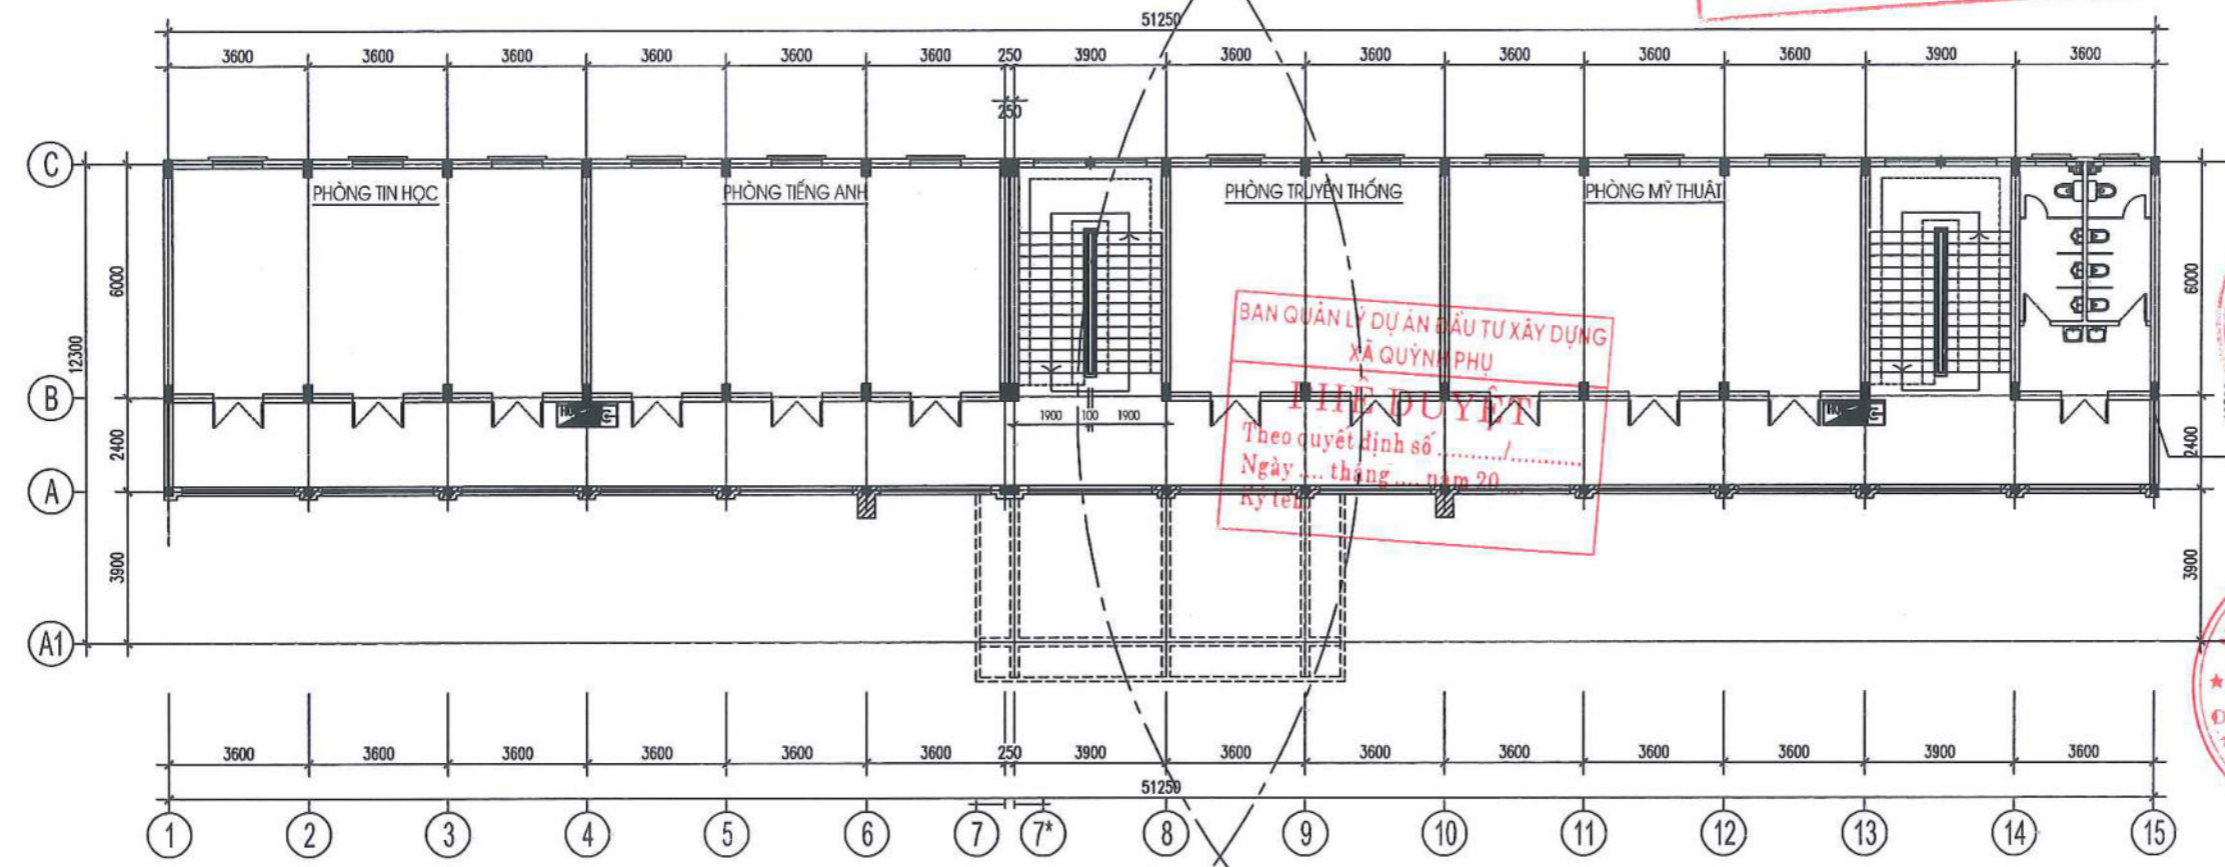 51250
3600 3600 3600 3600 3600 3600 250 3900 3600 3600 3600 3600 3600 3900 3600
250
C
PHÒNG TIN HỌC PHÒNG TIẾNG ANH PHÒNG TRUYỀN THỐNG PHÒNG MỸ THUẬT
6000 6000
12300
BAN QUẢN LÝ DỰ ÁN ĐẦU TƯ XÂY DỰNG
XÃ QUỲNH PHỤ
PHÊ DUYỆT
Theo quyết định số ........../...........
Ngày .... tháng .... năm 20....
Ký tên
B
1900 100 1900
2400 2400
A
3900 3900
A1
3600 3600 3600 3600 3600 3600 250 3900 3600 3600 3600 3600 3600 3900 3600
51250
1 2 3 4 5 6 7 7* 8 9 10 11 12 13 14 15